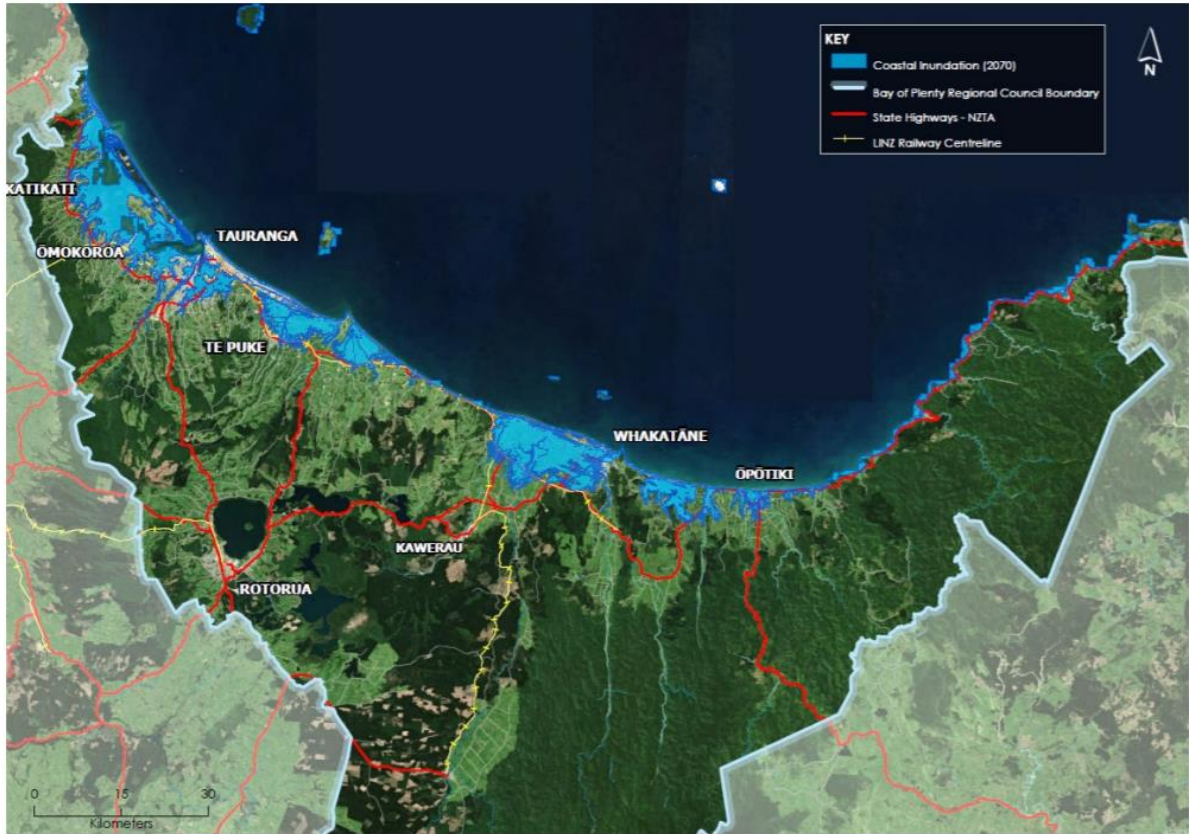 KEY
Coastal Inundation (2070)
Bay of Plenty Regional Council Boundary
State Highways - NZTA
LINZ Railway Centreline
N
KATIKATI
TAURANGA
ŌMOKOROA
TE PUKE
WHAKATĀNE
ŌPŌTIKI
KAWERAU
ROTORUA
0 15 30
Kilometers